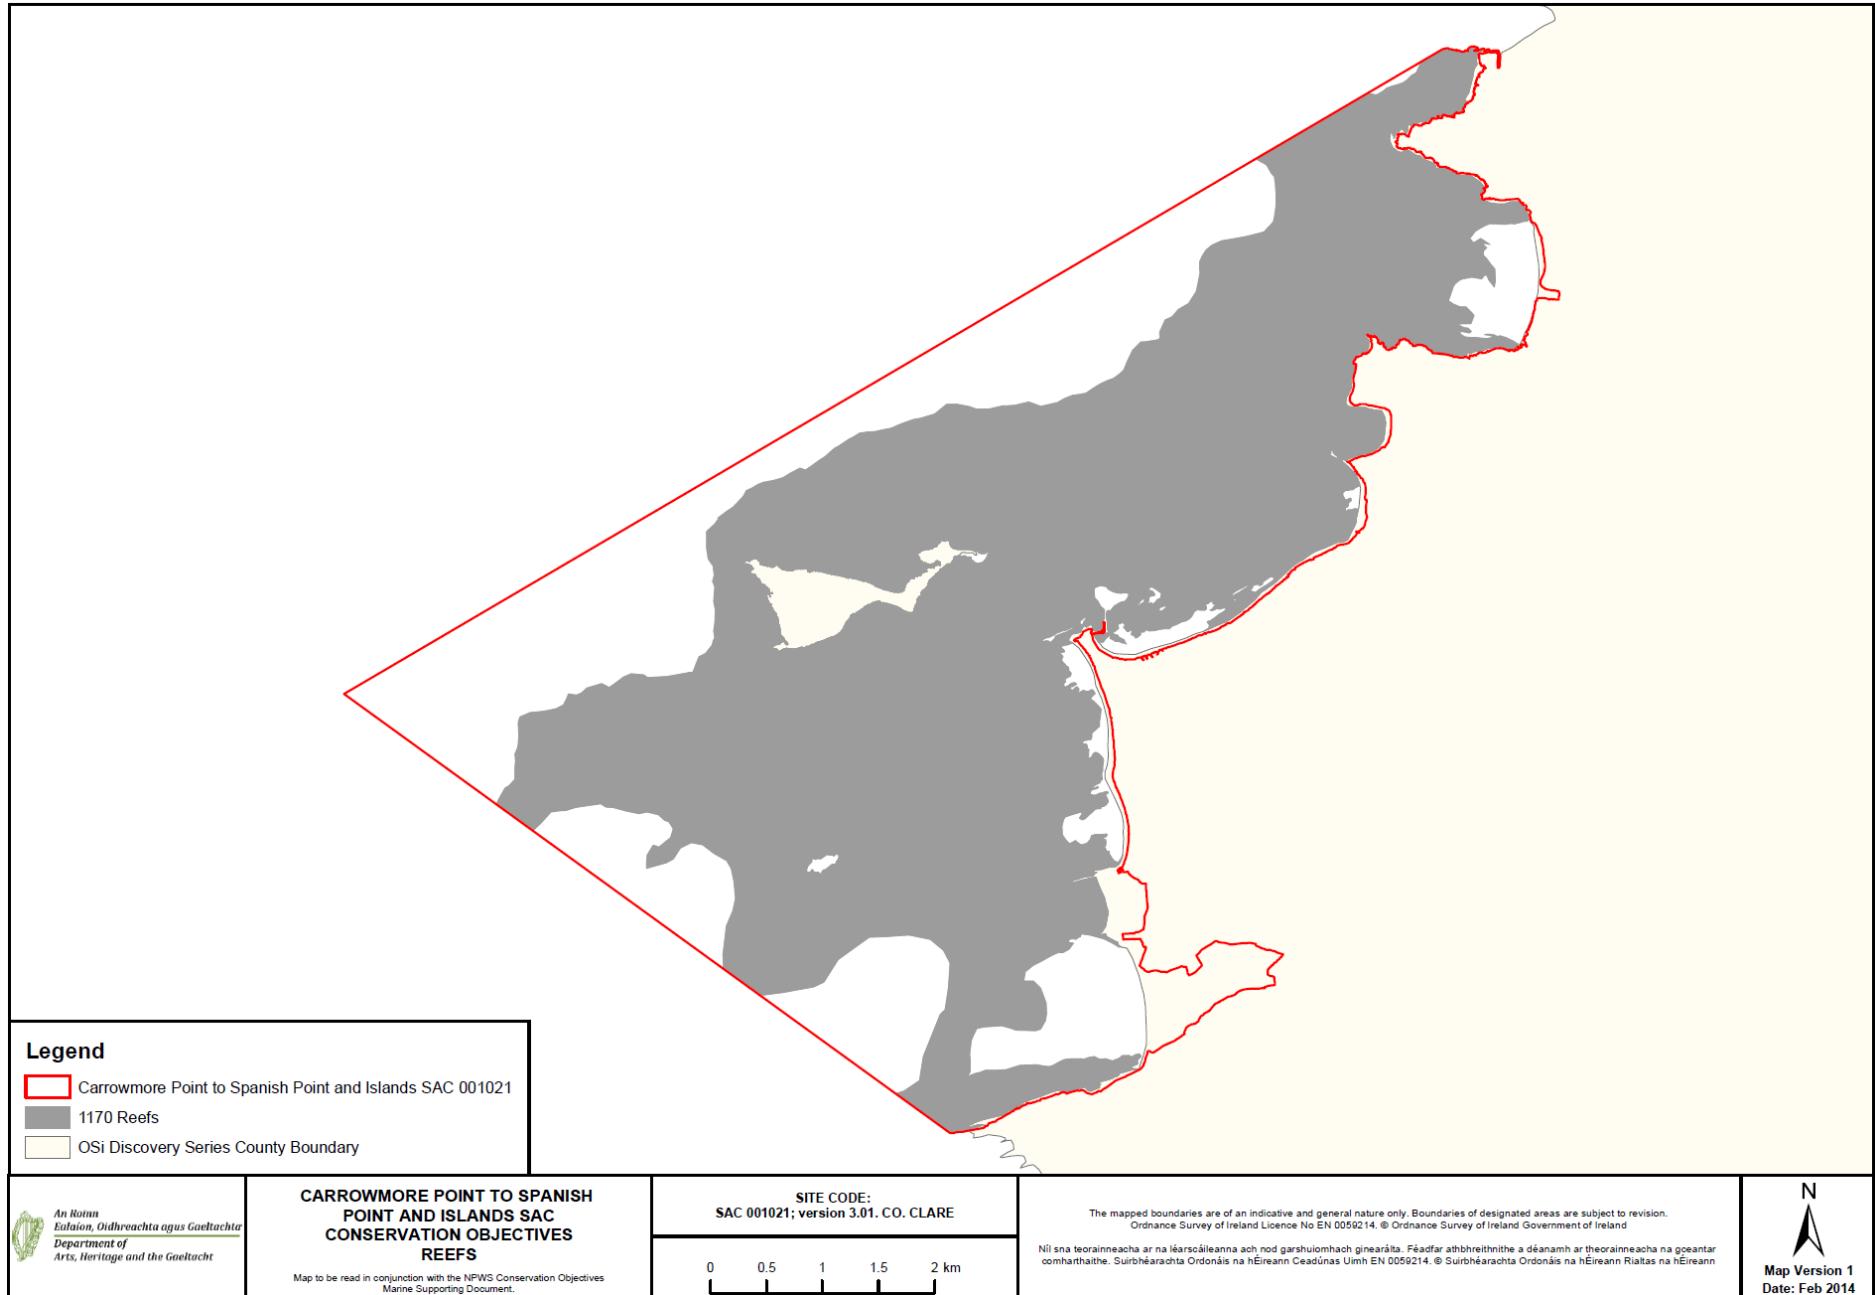 Legend
Carrowmore Point to Spanish Point and Islands SAC 001021
1170 Reefs
OSi Discovery Series County Boundary
An Roinn
Ealaíon, Oidhreachta agus Gaeltachta
Department of
Arts, Heritage and the Gaeltacht
CARROWMORE POINT TO SPANISH
POINT AND ISLANDS SAC
CONSERVATION OBJECTIVES
REEFS
Map to be read in conjunction with the NPWS Conservation Objectives
Marine Supporting Document.
SITE CODE:
SAC 001021; version 3.01. CO. CLARE
0 0.5 1 1.5 2 km
The mapped boundaries are of an indicative and general nature only. Boundaries of designated areas are subject to revision.
Ordnance Survey of Ireland Licence No EN 0059214. © Ordnance Survey of Ireland Government of Ireland
Níl sna teorainneacha ar na léarscáileanna ach nod garshuiomhach ginearálta. Féadfar athbhreithnithe a déanamh ar theorainneacha na gceantar
comharthaithe. Suirbhéarachta Ordonáis na hÉireann Ceadúnas Uimh EN 0059214. © Suirbhéarachta Ordonáis na hÉireann Rialtas na hÉireann
N
Map Version 1
Date: Feb 2014